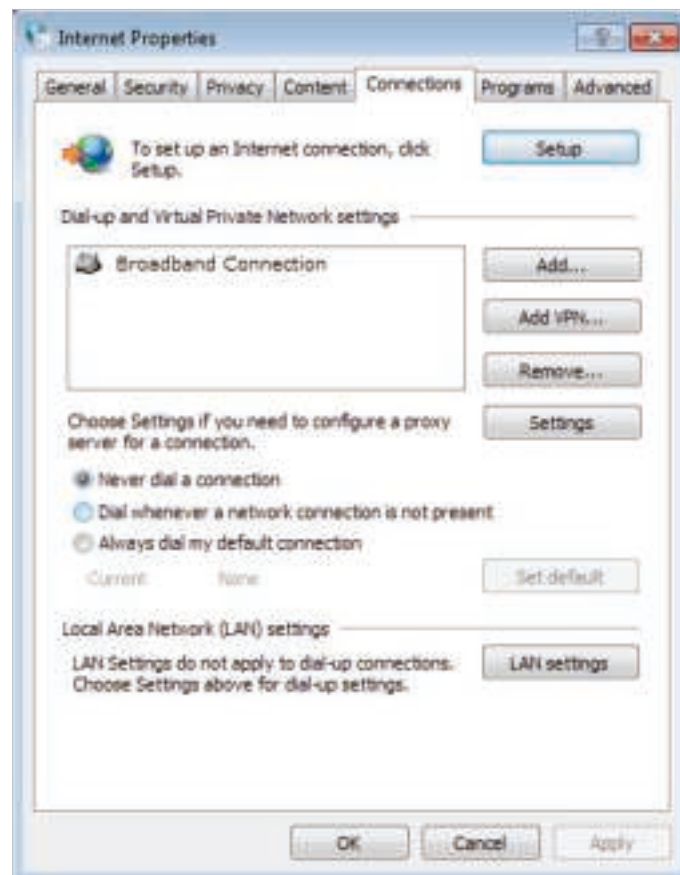 Internet Properties
General Security Privacy Content Connections Programs Advanced
To set up an Internet connection, click
Setup.
Setup
Dial-up and Virtual Private Network settings
Broadband Connection
Add...
Add VPN...
Remove...
Choose Settings if you need to configure a proxy
server for a connection.
Settings
Never dial a connection
Dial whenever a network connection is not present
Always dial my default connection
Current None
Set default
Local Area Network (LAN) settings
LAN Settings do not apply to dial-up connections.
Choose Settings above for dial-up settings.
LAN settings
OK Cancel Apply